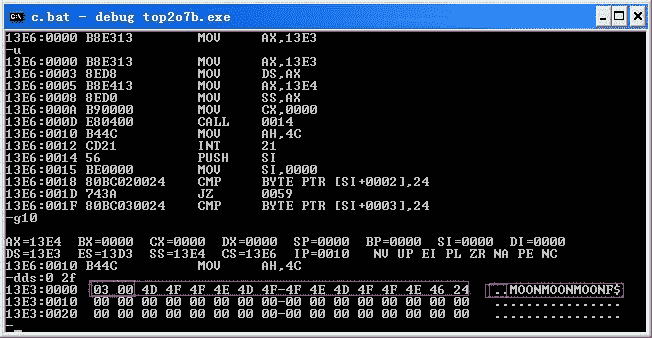 c.bat - debug top2o7b.exe
13E6:0000 B8E313 MOV AX,13E3
-u
13E6:0000 B8E313 MOV AX,13E3
13E6:0003 8ED8 MOV DS,AX
13E6:0005 B8E413 MOV AX,13E4
13E6:0008 8ED0 MOV SS,AX
13E6:000A B90000 MOV CX,0000
13E6:000D E80400 CALL 0014
13E6:0010 B44C MOV AH,4C
13E6:0012 CD21 INT 21
13E6:0014 56 PUSH SI
13E6:0015 BE0000 MOV SI,0000
13E6:0018 80BC020024 CMP BYTE PTR [SI+0002],24
13E6:001D 743A JZ 0059
13E6:001F 80BC030024 CMP BYTE PTR [SI+0003],24
-g10
AX=13E4 BX=0000 CX=0000 DX=0000 SP=0000 BP=0000 SI=0000 DI=0000
DS=13E3 ES=13D3 SS=13E4 CS=13E6 IP=0010 NV UP EI PL ZR NA PE NC
13E6:0010 B44C MOV AH,4C
-dds:0 2f
13E3:0000 03 00 4D 4F 4F 4E 4D 4F-4F 4E 4D 4F 4F 4E 46 24 ..MOONMOONMOONF$
13E3:0010 00 00 00 00 00 00 00 00-00 00 00 00 00 00 00 00 ................
13E3:0020 00 00 00 00 00 00 00 00-00 00 00 00 00 00 00 00 ................
-